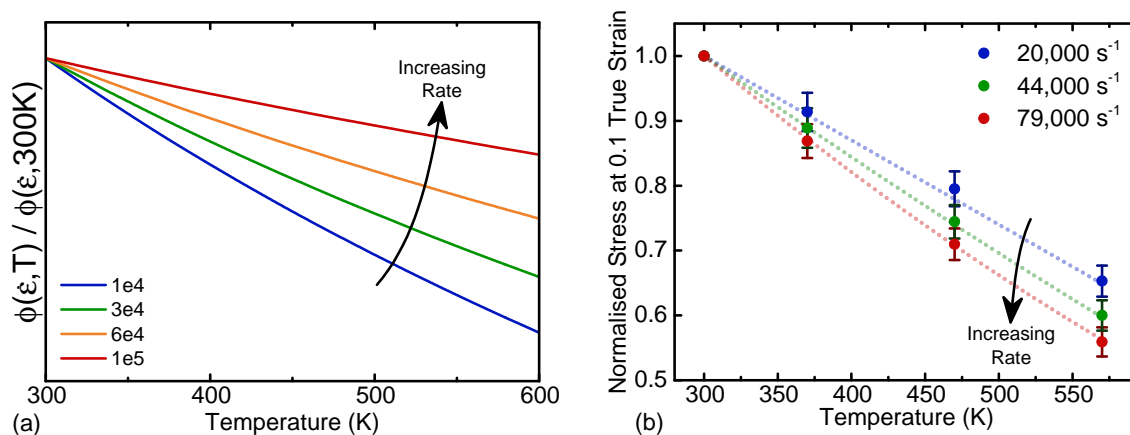 ϕ(ε,T) / ϕ(ε,300K)
Increasing
Rate
1e4
3e4
6e4
1e5
300
400
500
600
Temperature (K)
(a)
Normalised Stress at 0.1 True Strain
1.0
0.9
0.8
0.7
0.6
0.5
20,000 s⁻¹
44,000 s⁻¹
79,000 s⁻¹
Increasing
Rate
300
350
400
450
500
550
Temperature (K)
(b)